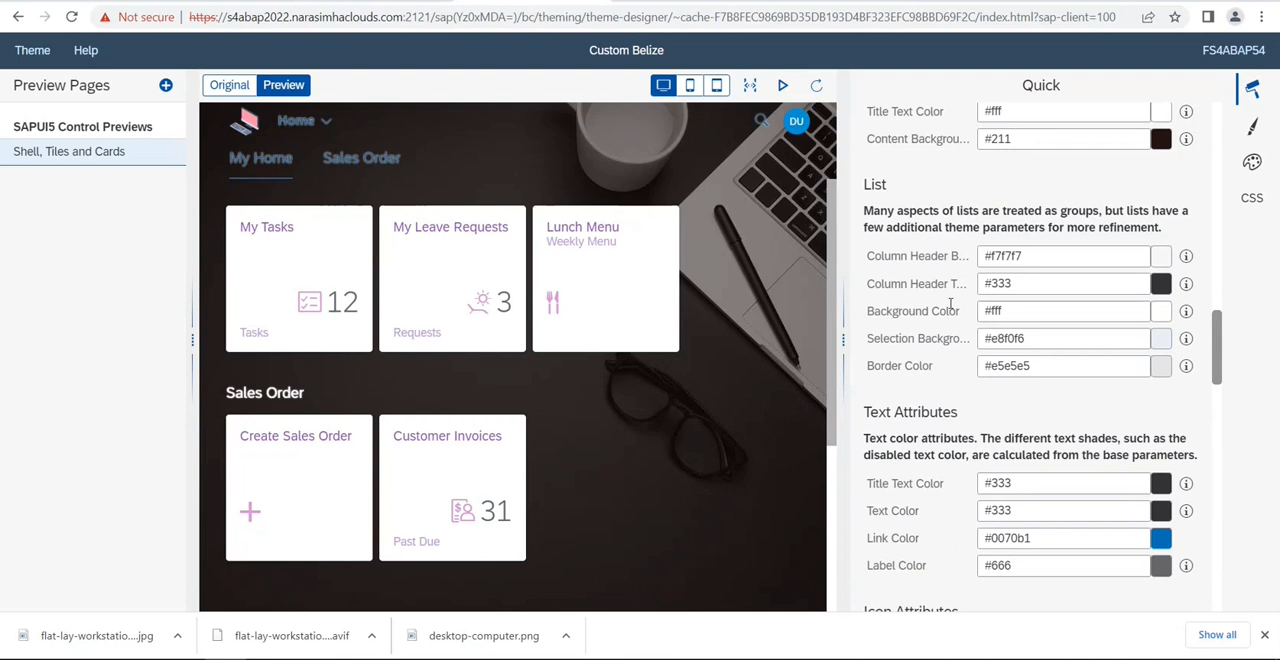 Not secure
https://s4abap2022.narasimhaclouds.com:2121/sap(Yz0xMDA=)/bc/theming/theme-designer/~cache-F7B8FEC9869BD35DB193D4BF323EFC98BBD69F2C/index.html?sap-client=100
Theme
Help
Custom Belize
FS4ABAP54
Preview Pages
Original
Preview
Quick
SAPUI5 Control Previews
Shell, Tiles and Cards
Home
DU
My Home
Sales Order
My Tasks
12
Tasks
My Leave Requests
3
Requests
Lunch Menu
Weekly Menu
Sales Order
Create Sales Order
Customer Invoices
31
Past Due
Title Text Color
#fff
Content Backgrou...
#211
List
Many aspects of lists are treated as groups, but lists have a
few additional theme parameters for more refinement.
Column Header B...
#f7f7f7
Column Header T...
#333
Background Color
#fff
Selection Backgro...
#e8f0f6
Border Color
#e5e5e5
Text Attributes
Text color attributes. The different text shades, such as the
disabled text color, are calculated from the base parameters.
Title Text Color
#333
Text Color
#333
Link Color
#0070b1
Label Color
#666
Icon Attributes
CSS
flat-lay-workstatio....jpg
flat-lay-workstatio....avif
desktop-computer.png
Show all